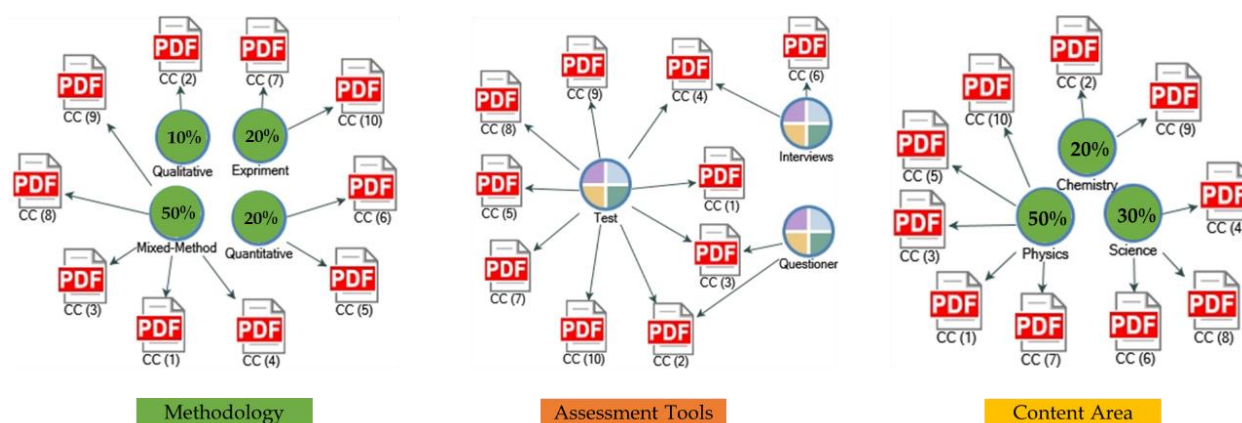 PDF
CC (2)
PDF
CC (7)
PDF
CC (9)
PDF
CC (10)
10%
Qualitative
20%
Expriment
PDF
CC (8)
50%
Mixed-Method
20%
Quantitative
PDF
CC (6)
PDF
CC (3)
PDF
CC (1)
PDF
CC (4)
PDF
CC (5)
Methodology
PDF
CC (9)
PDF
CC (4)
PDF
CC (6)
PDF
CC (8)
Interviews
PDF
CC (5)
Test
PDF
CC (1)
Questioner
PDF
CC (7)
PDF
CC (3)
PDF
CC (10)
PDF
CC (2)
Assessment Tools
PDF
CC (2)
PDF
CC (10)
PDF
CC (9)
PDF
CC (5)
20%
Chemistry
PDF
CC (3)
50%
Physics
30%
Science
PDF
CC (4)
PDF
CC (1)
PDF
CC (7)
PDF
CC (6)
PDF
CC (8)
Content Area